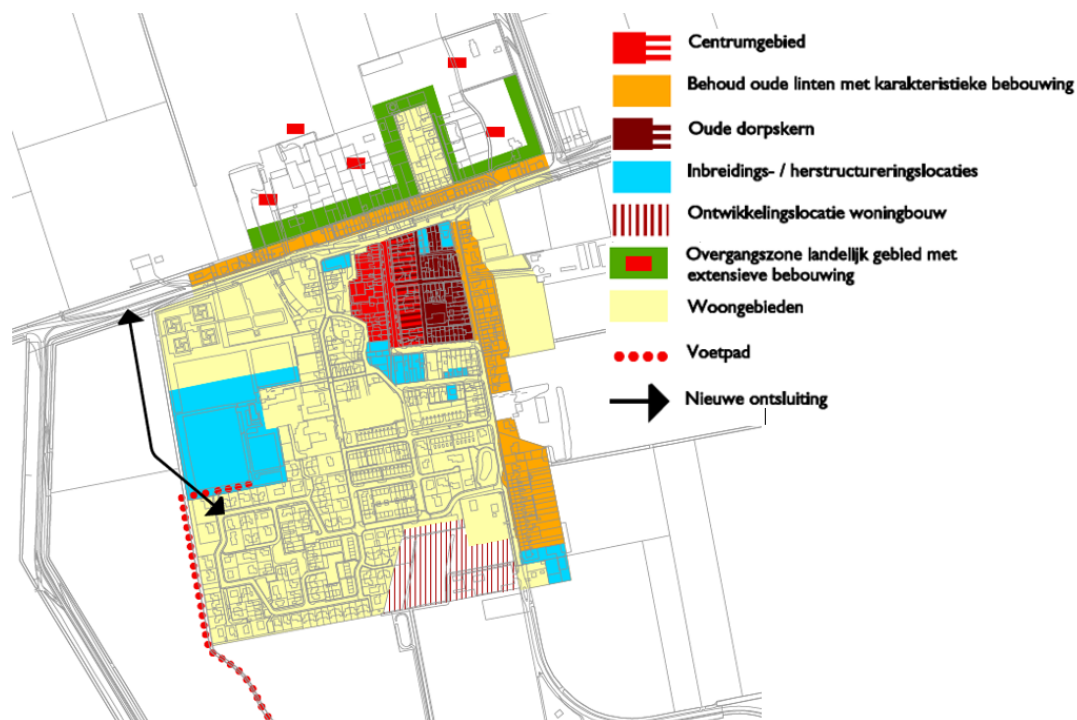 Centrumgebied
Behoud oude linten met karakteristieke bebouwing
Oude dorpskern
Inbreidings- / herstructureringslocaties
Ontwikkelingslocatie woningbouw
Overgangszone landelijk gebied met
extensieve bebouwing
Woongebieden
Voetpad
Nieuwe ontsluiting